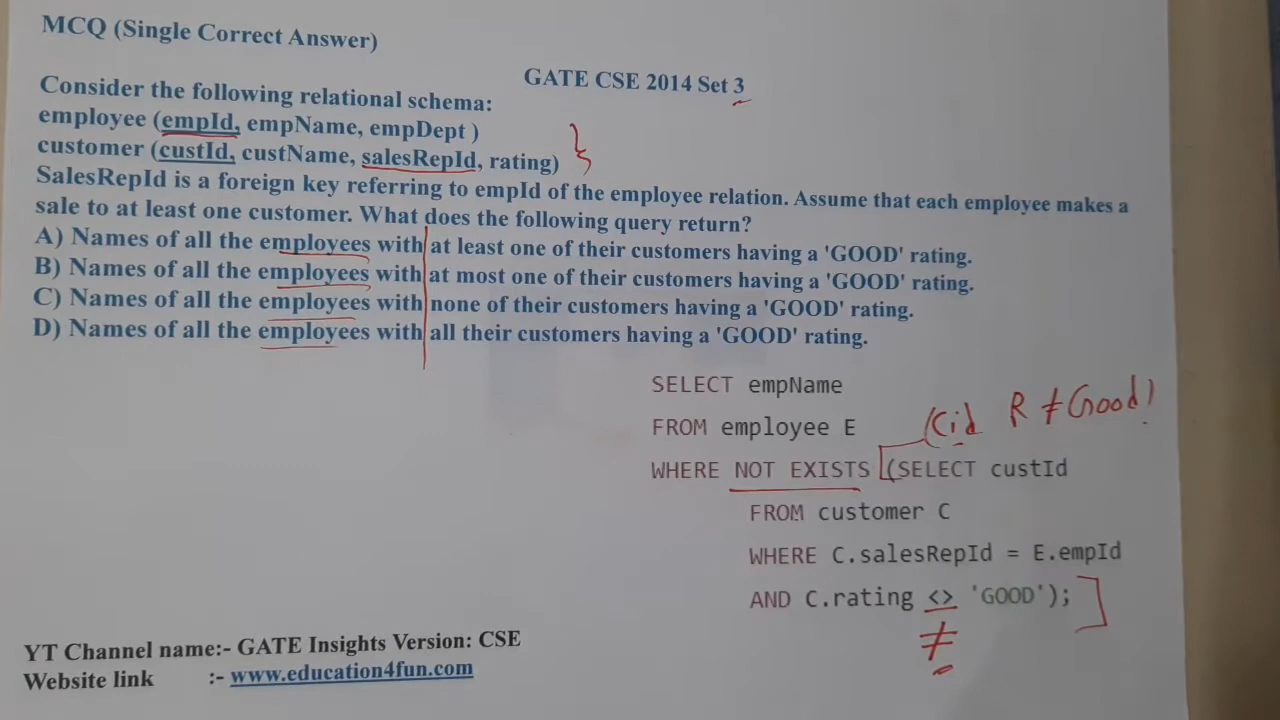 MCQ (Single Correct Answer)
GATE CSE 2014 Set 3
Consider the following relational schema:
employee (empId, empName, empDept )
customer (custId, custName, salesRepId, rating)
SalesRepId is a foreign key referring to empId of the employee relation. Assume that each employee makes a
sale to at least one customer. What does the following query return?
A) Names of all the employees with at least one of their customers having a 'GOOD' rating.
B) Names of all the employees with at most one of their customers having a 'GOOD' rating.
C) Names of all the employees with none of their customers having a 'GOOD' rating.
D) Names of all the employees with all their customers having a 'GOOD' rating.
SELECT empName
FROM employee E
(Cid R ≠ Good)
WHERE NOT EXISTS (SELECT custId
FROM customer C
WHERE C.salesRepId = E.empId
AND C.rating <> 'GOOD');
≠
YT Channel name:- GATE Insights Version: CSE
Website link :- www.education4fun.com